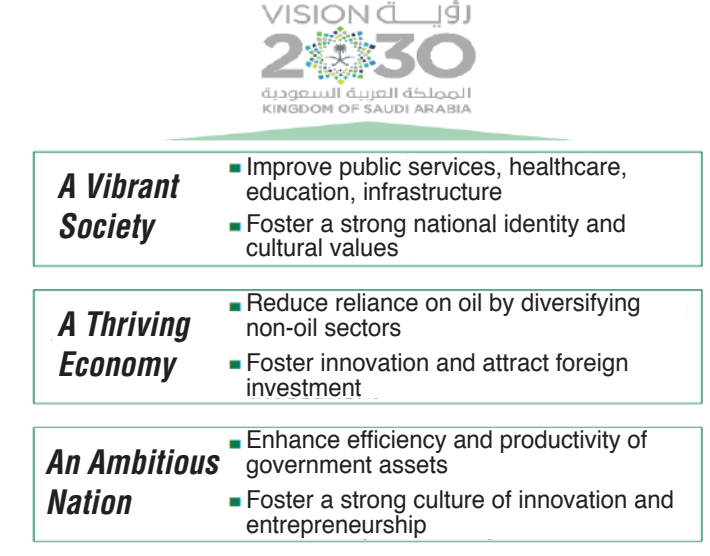 VISION رؤيــة
2030
المملكة العربية السعودية
KINGDOM OF SAUDI ARABIA
A Vibrant
Society
Improve public services, healthcare,
education, infrastructure
Foster a strong national identity and
cultural values
A Thriving
Economy
Reduce reliance on oil by diversifying
non-oil sectors
Foster innovation and attract foreign
investment
An Ambitious
Nation
Enhance efficiency and productivity of
government assets
Foster a strong culture of innovation and
entrepreneurship